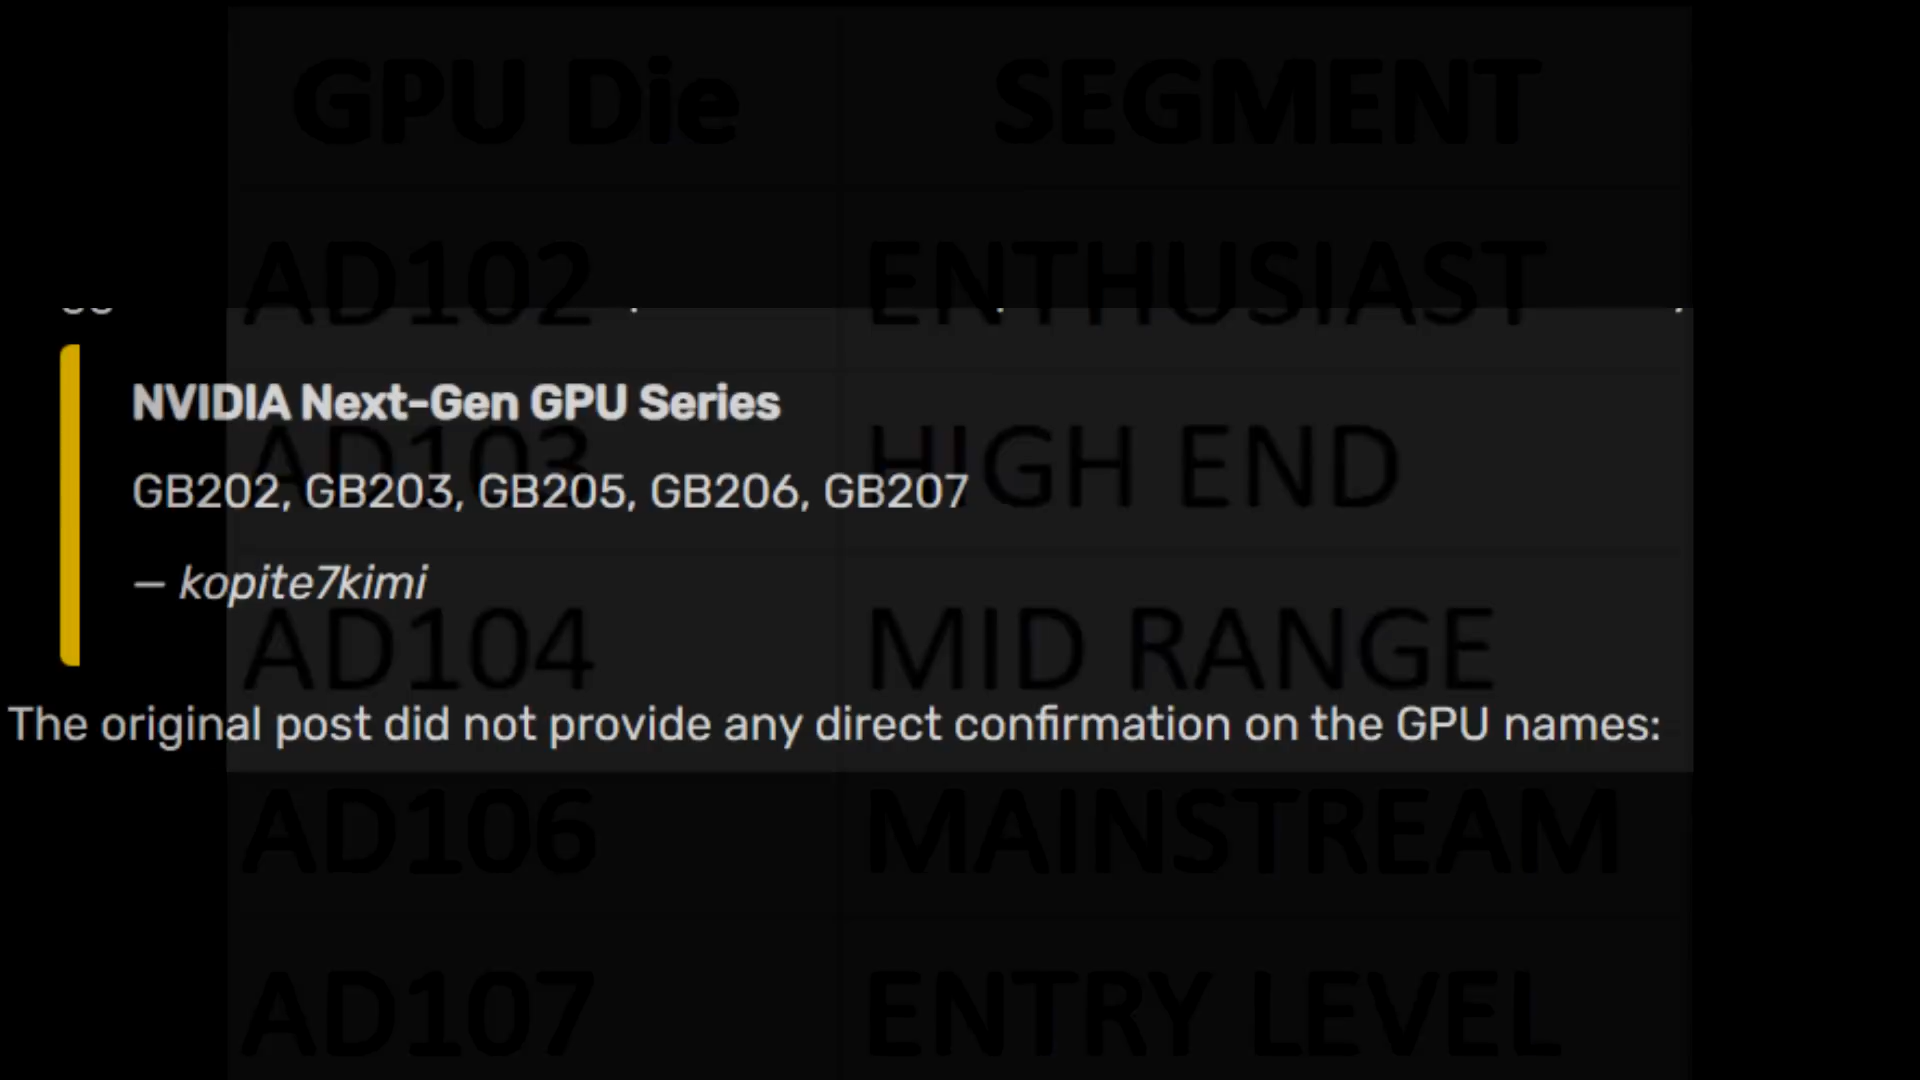 GPU Die SEGMENT
AD102 ENTHUSIAST
NVIDIA Next-Gen GPU Series
AD103 HIGH END
GB202, GB203, GB205, GB206, GB207
— kopite7kimi
AD104 MID RANGE
The original post did not provide any direct confirmation on the GPU names:
AD106 MAINSTREAM
AD107 ENTRY LEVEL